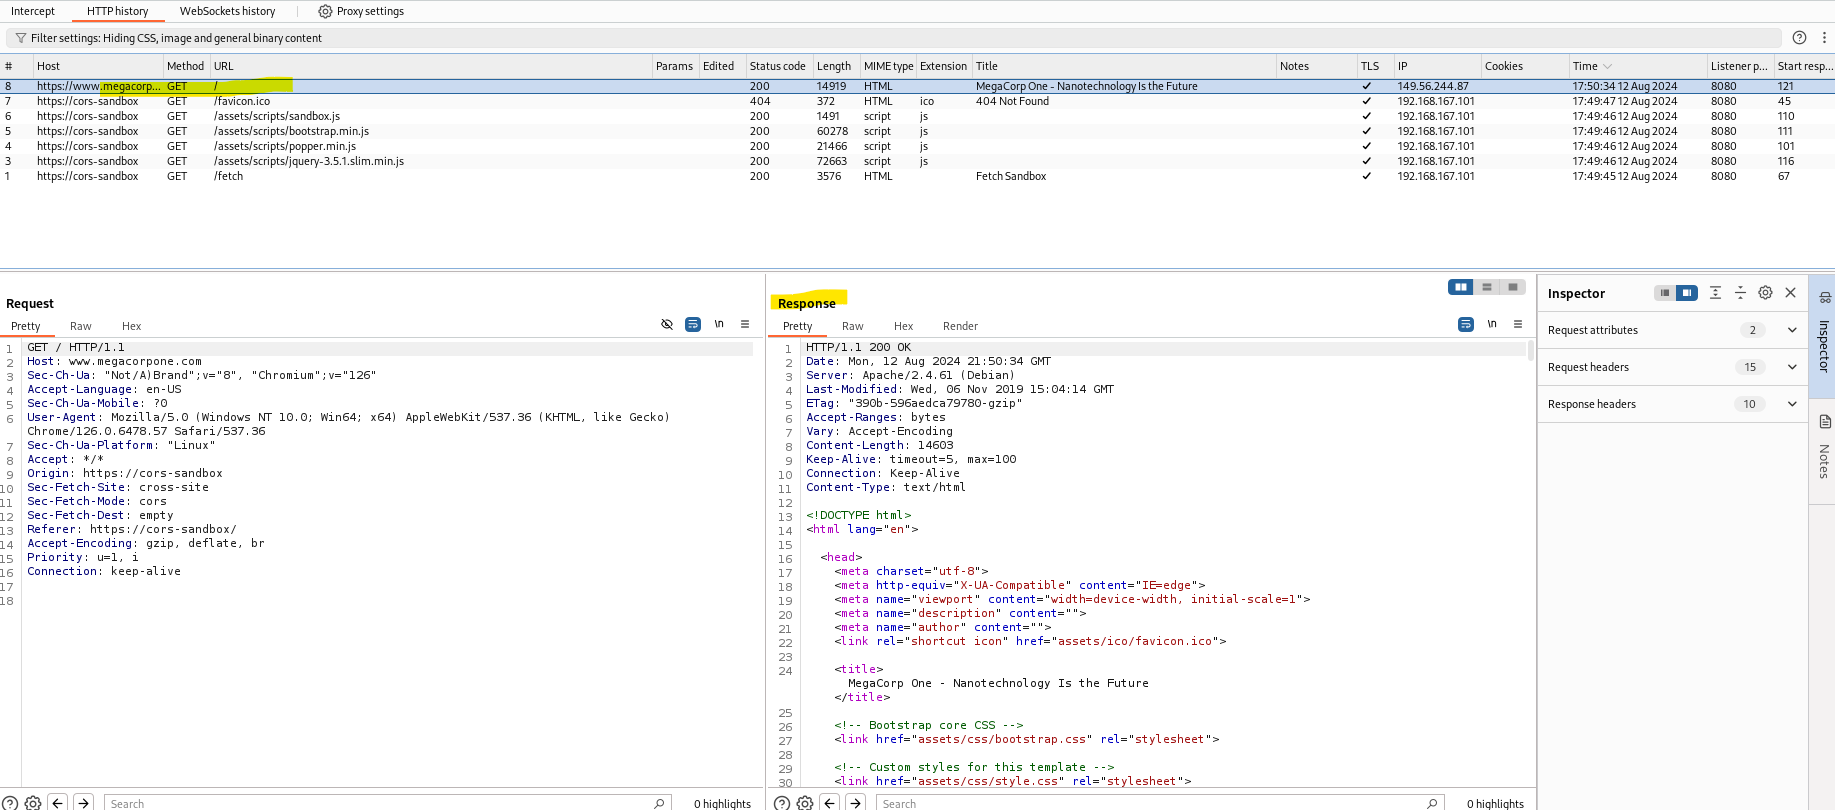 Intercept HTTP history WebSockets history Proxy settings
Filter settings: Hiding CSS, image and general binary content
# Host Method URL Params Edited Status code Length MIME type Extension Title Notes TLS IP Cookies Time Listener p... Start resp...
8 https://www.megacorp... GET / 200 14919 HTML MegaCorp One - Nanotechnology Is the Future ✓ 149.56.244.87 17:50:34 12 Aug 2024 8080 121
7 https://cors-sandbox GET /favicon.ico 404 372 HTML ico 404 Not Found ✓ 192.168.167.101 17:49:47 12 Aug 2024 8080 45
6 https://cors-sandbox GET /assets/scripts/sandbox.js 200 1491 script js ✓ 192.168.167.101 17:49:46 12 Aug 2024 8080 110
5 https://cors-sandbox GET /assets/scripts/bootstrap.min.js 200 60278 script js ✓ 192.168.167.101 17:49:46 12 Aug 2024 8080 111
4 https://cors-sandbox GET /assets/scripts/popper.min.js 200 21466 script js ✓ 192.168.167.101 17:49:46 12 Aug 2024 8080 101
3 https://cors-sandbox GET /assets/scripts/jquery-3.5.1.slim.min.js 200 72663 script js ✓ 192.168.167.101 17:49:46 12 Aug 2024 8080 116
1 https://cors-sandbox GET /fetch 200 3576 HTML Fetch Sandbox ✓ 192.168.167.101 17:49:45 12 Aug 2024 8080 67
Request
Pretty Raw Hex
\n
1 GET / HTTP/1.1
2 Host: www.megacorpone.com
3 Sec-Ch-Ua: "Not/A)Brand";v="8", "Chromium";v="126"
4 Accept-Language: en-US
5 Sec-Ch-Ua-Mobile: ?0
6 User-Agent: Mozilla/5.0 (Windows NT 10.0; Win64; x64) AppleWebKit/537.36 (KHTML, like Gecko)
Chrome/126.0.6478.57 Safari/537.36
7 Sec-Ch-Ua-Platform: "Linux"
8 Accept: */*
9 Origin: https://cors-sandbox
10 Sec-Fetch-Site: cross-site
11 Sec-Fetch-Mode: cors
12 Sec-Fetch-Dest: empty
13 Referer: https://cors-sandbox/
14 Accept-Encoding: gzip, deflate, br
15 Priority: u=1, i
16 Connection: keep-alive
17
18
Search 0 highlights
Response
Pretty Raw Hex Render
\n
1 HTTP/1.1 200 OK
2 Date: Mon, 12 Aug 2024 21:50:34 GMT
3 Server: Apache/2.4.61 (Debian)
4 Last-Modified: Wed, 06 Nov 2019 15:04:14 GMT
5 ETag: "390b-596aedca79780-gzip"
6 Accept-Ranges: bytes
7 Vary: Accept-Encoding
8 Content-Length: 14603
9 Keep-Alive: timeout=5, max=100
10 Connection: Keep-Alive
11 Content-Type: text/html
12
13 <!DOCTYPE html>
14 <html lang="en">
15
16 <head>
17 <meta charset="utf-8">
18 <meta http-equiv="X-UA-Compatible" content="IE=edge">
19 <meta name="viewport" content="width=device-width, initial-scale=1">
20 <meta name="description" content="">
21 <meta name="author" content="">
22 <link rel="shortcut icon" href="assets/ico/favicon.ico">
23
24 <title>
MegaCorp One - Nanotechnology Is the Future
</title>
25
26 <!-- Bootstrap core CSS -->
27 <link href="assets/css/bootstrap.css" rel="stylesheet">
28
29 <!-- Custom styles for this template -->
30 <link href="assets/css/style.css" rel="stylesheet">
Search 0 highlights
Inspector
Request attributes 2
Request headers 15
Response headers 10
Inspector
Notes